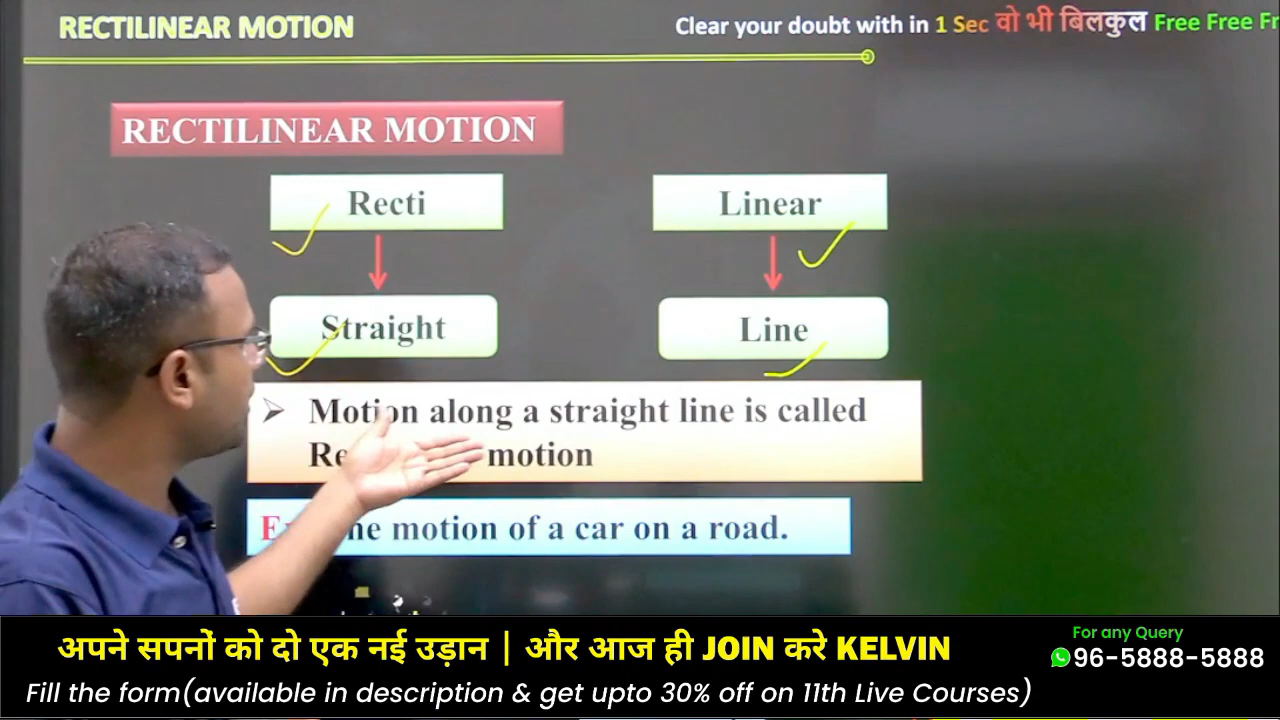 RECTILINEAR MOTION
Clear your doubt with in 1 Sec वो भी बिलकुल Free Free Fr
RECTILINEAR MOTION
Recti
Linear
Straight
Line
➢ Motion along a straight line is called
motion
motion of a car on a road.
अपने सपनों को दो एक नई उड़ान | और आज ही JOIN करे KELVIN
For any Query
96-5888-5888
Fill the form(available in description & get upto 30% off on 11th Live Courses)